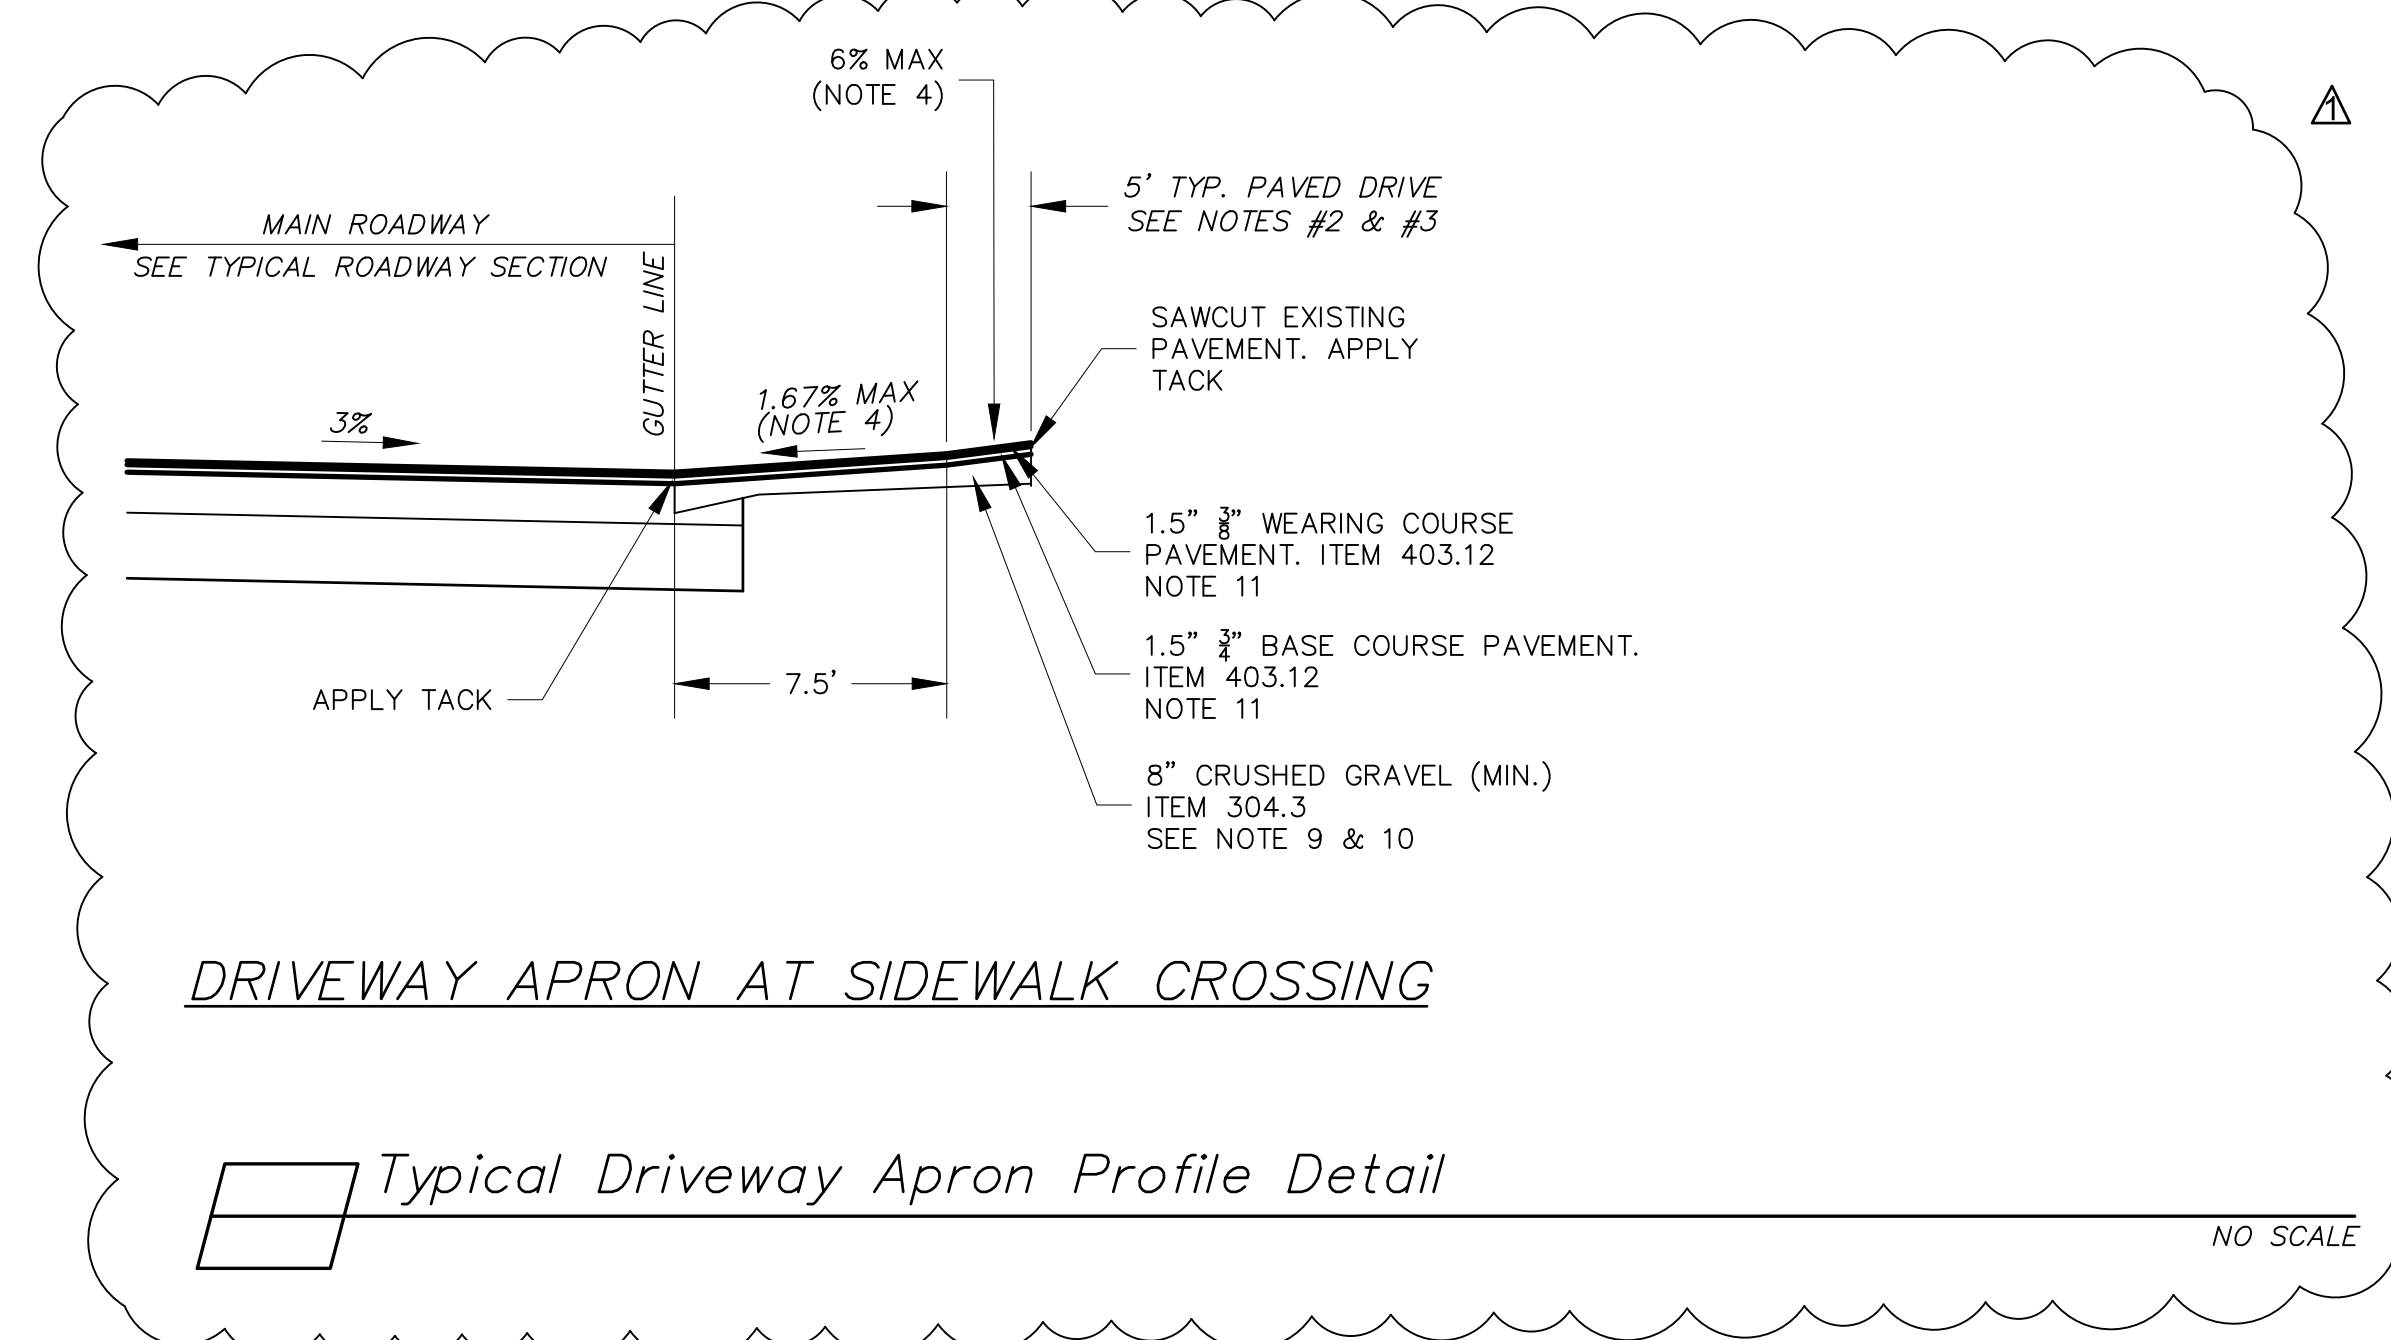 6% MAX
(NOTE 4)
1
5' TYP. PAVED DRIVE
SEE NOTES #2 & #3
MAIN ROADWAY
SEE TYPICAL ROADWAY SECTION
GUTTER LINE
SAWCUT EXISTING
PAVEMENT. APPLY
TACK
1.67% MAX
(NOTE 4)
3%
1.5” 3/8” WEARING COURSE
PAVEMENT. ITEM 403.12
NOTE 11
1.5” 3/4” BASE COURSE PAVEMENT.
ITEM 403.12
NOTE 11
7.5'
APPLY TACK
8” CRUSHED GRAVEL (MIN.)
ITEM 304.3
SEE NOTE 9 & 10
DRIVEWAY APRON AT SIDEWALK CROSSING
Typical Driveway Apron Profile Detail
NO SCALE